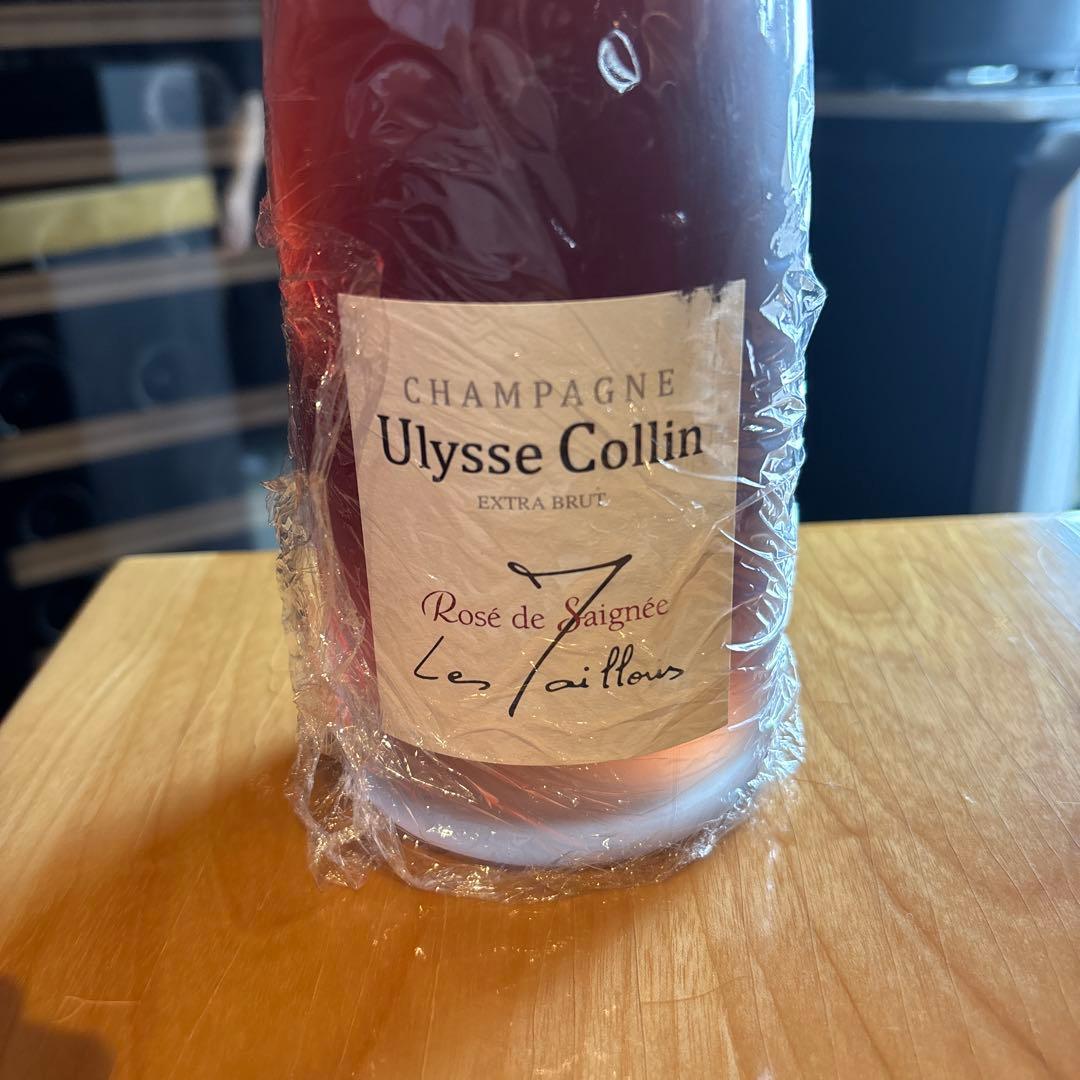 CHAMPAGNE
Ulysse Collin
EXTRA BRUT
Rosé de Saignée
Les Maillons